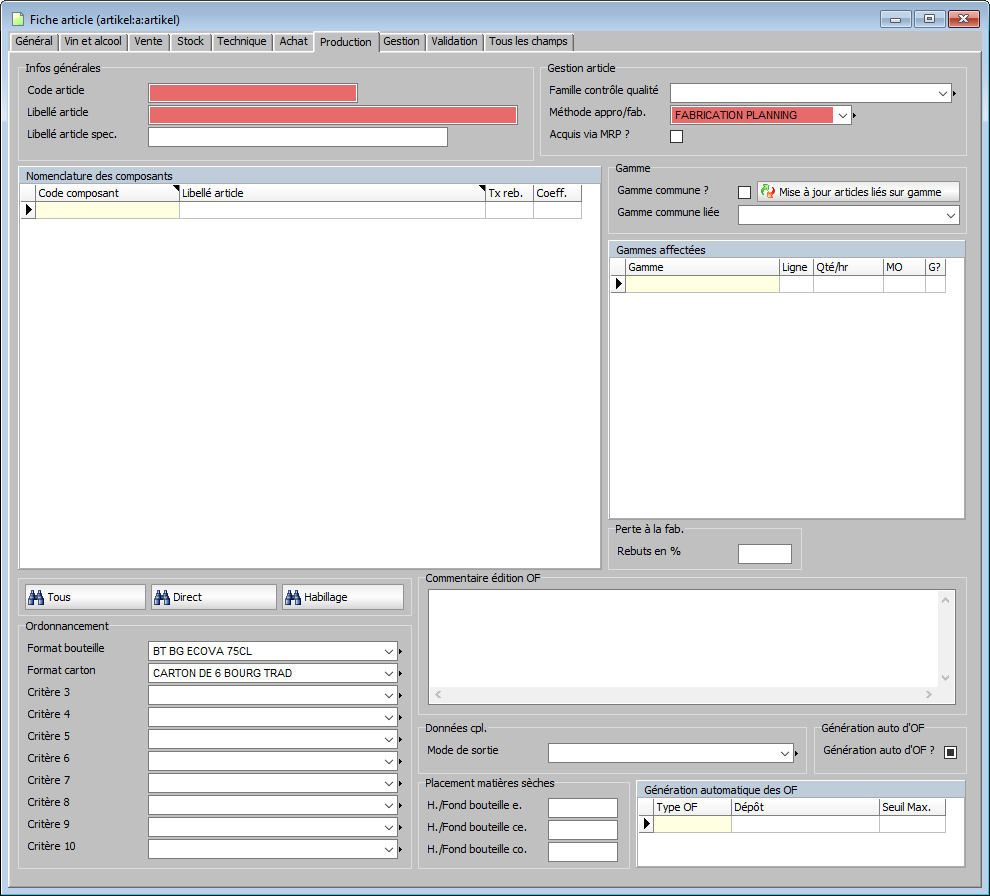 Fiche article (artikel:a:artikel)
Général Vin et alcool Vente Stock Technique Achat Production Gestion Validation Tous les champs
Infos générales
Code article
Libellé article
Libellé article spec.
Gestion article
Famille contrôle qualité
Méthode appro/fab. FABRICATION PLANNING
Acquis via MRP ?
Nomenclature des composants
Code composant Libellé article Tx reb. Coeff.
Gamme
Gamme commune ? Mise à jour articles liés sur gamme
Gamme commune liée
Gammes affectées
Gamme Ligne Qté/hr MO G?
Perte à la fab.
Rebuts en %
Tous Direct Habillage
Ordonnancement
Format bouteille BT BG ECOVA 75CL
Format carton CARTON DE 6 BOURG TRAD
Critère 3
Critère 4
Critère 5
Critère 6
Critère 7
Critère 8
Critère 9
Critère 10
Commentaire édition OF
Données cpl.
Mode de sortie
Génération auto d'OF
Génération auto d'OF ?
Placement matières sèches
H./Fond bouteille e.
H./Fond bouteille ce.
H./Fond bouteille co.
Génération automatique des OF
Type OF Dépôt Seuil Max.